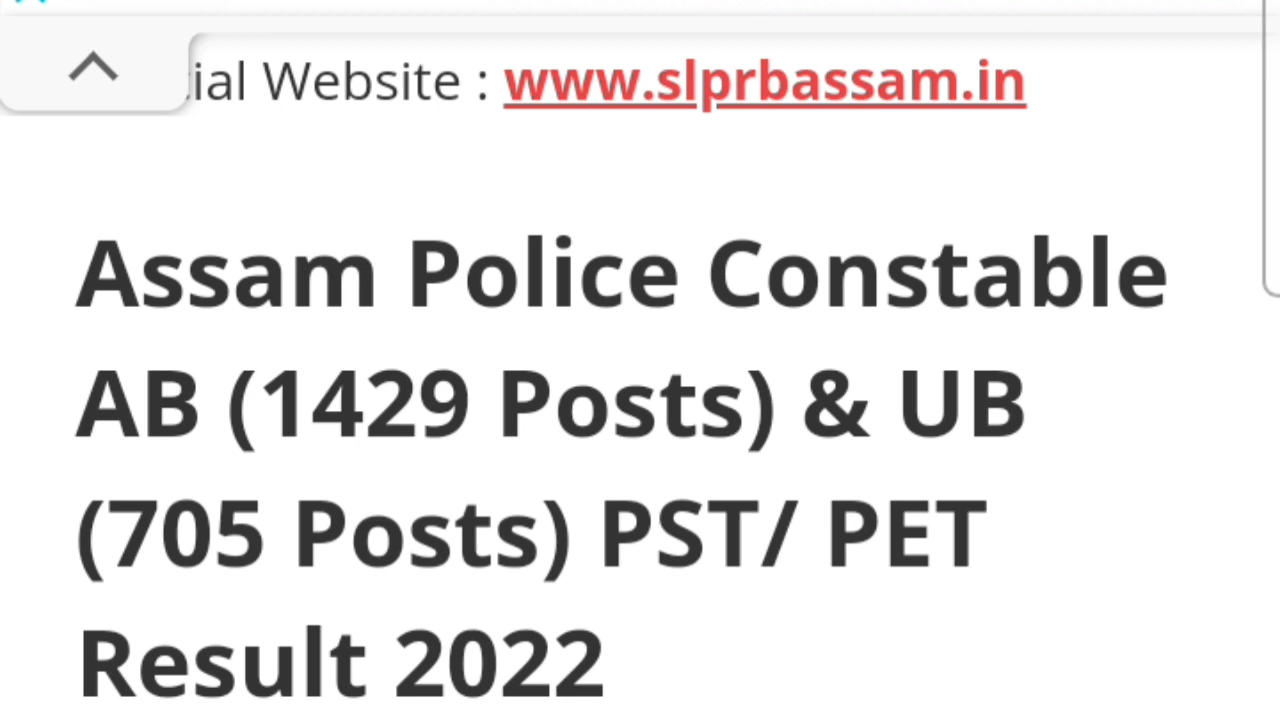 ial Website : www.slprbassam.in
Assam Police Constable
AB (1429 Posts) & UB
(705 Posts) PST/ PET
Result 2022